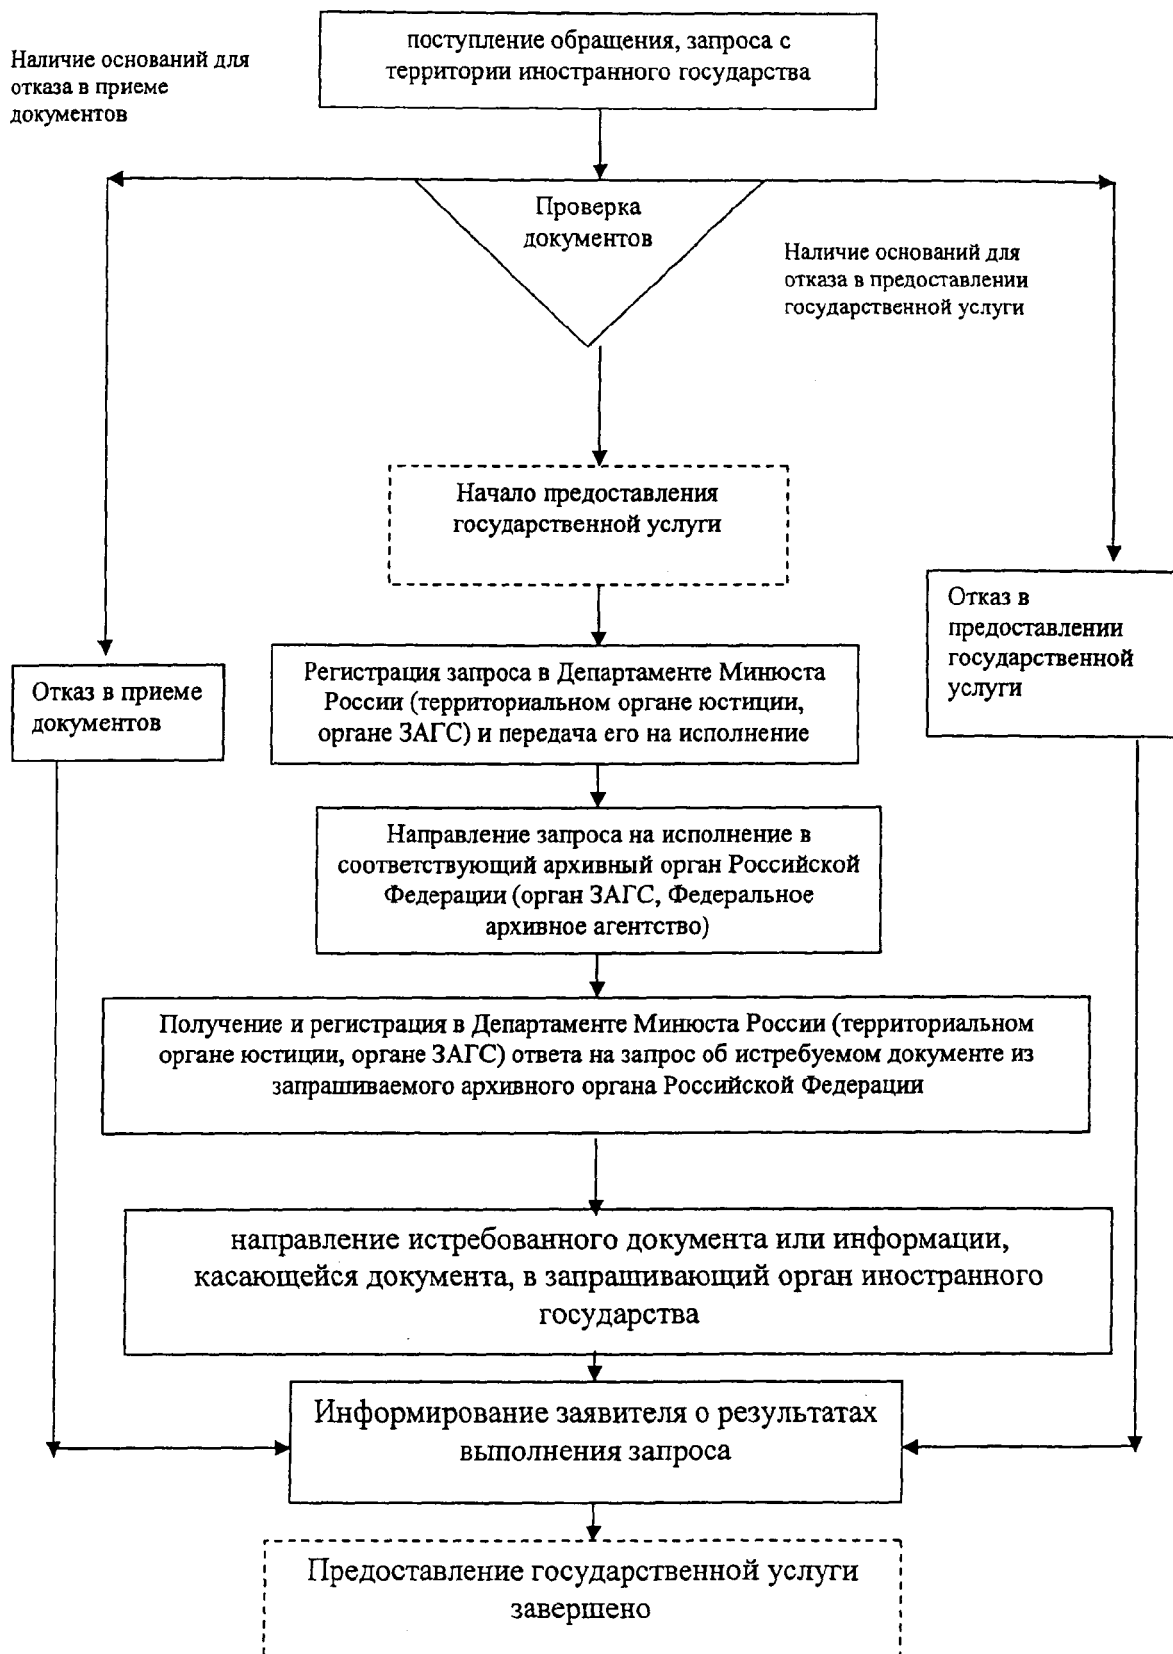 поступление обращения, запроса с
территории иностранного государства
Наличие оснований для
отказа в приеме
документов
Проверка
документов
Наличие оснований для
отказа в предоставлении
государственной услуги
Начало предоставления
государственной услуги
Отказ в
предоставлении
государственной
услуги
Отказ в приеме
документов
Регистрация запроса в Департаменте Минюста
России (территориальном органе юстиции,
органе ЗАГС) и передача его на исполнение
Направление запроса на исполнение в
соответствующий архивный орган Российской
Федерации (орган ЗАГС, Федеральное
архивное агентство)
Получение и регистрация в Департаменте Минюста России (территориальном
органе юстиции, органе ЗАГС) ответа на запрос об истребуемом документе из
запрашиваемого архивного органа Российской Федерации
направление истребованного документа или информации,
касающейся документа, в запрашивающий орган иностранного
государства
Информирование заявителя о результатах
выполнения запроса
Предоставление государственной услуги
завершено